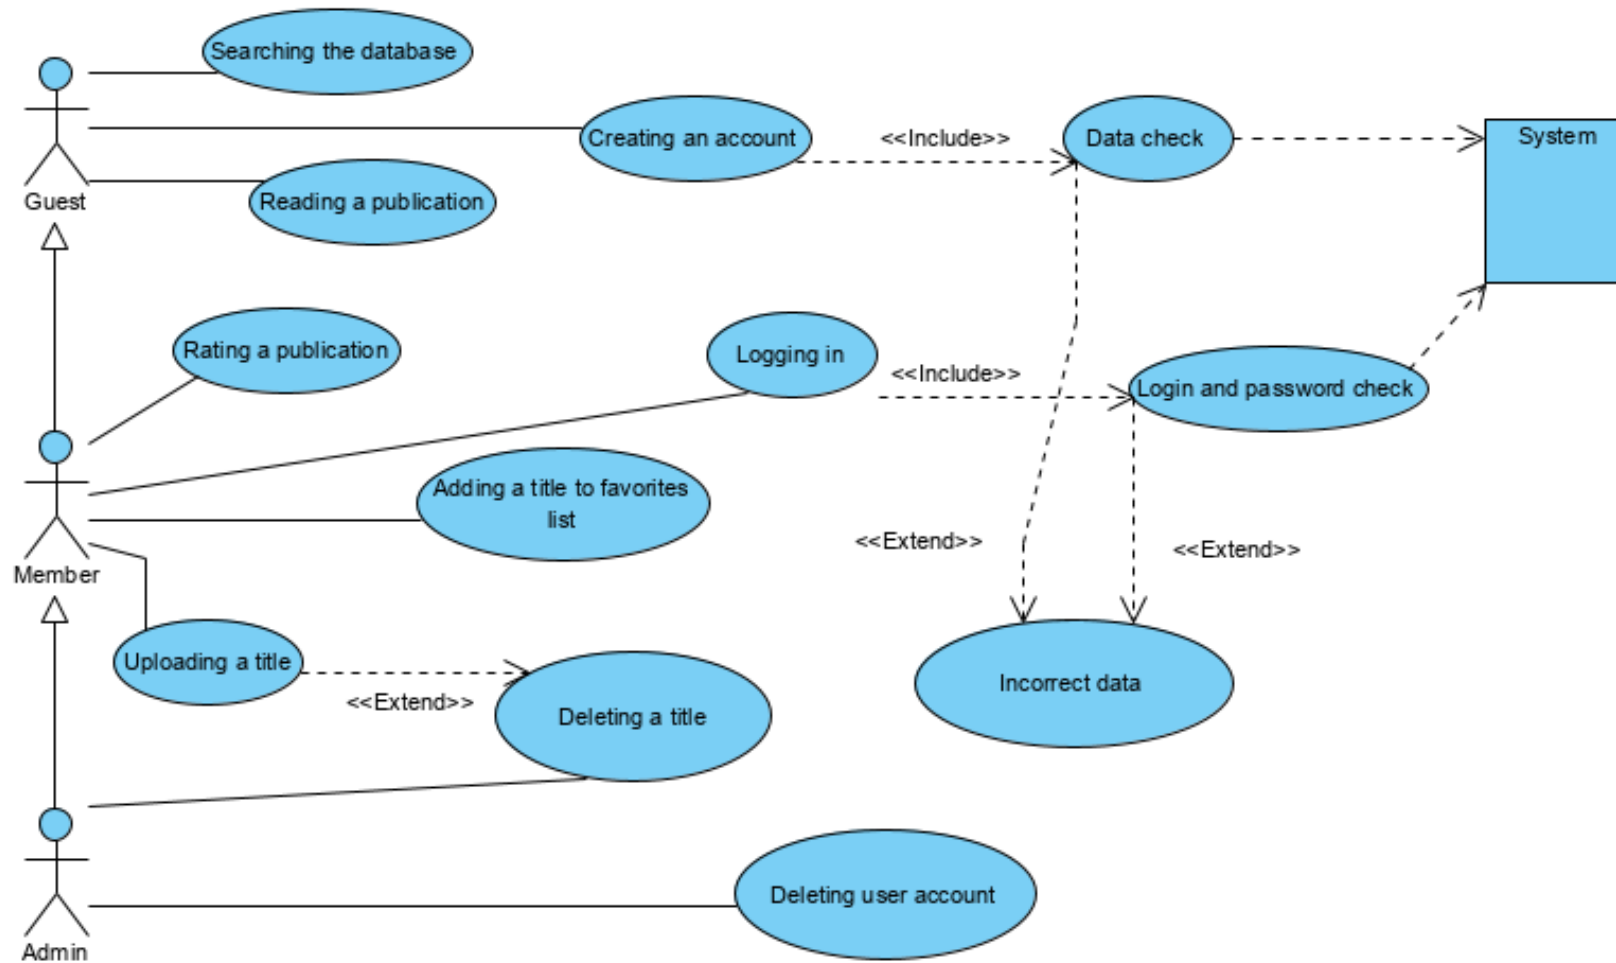 Searching the database
Creating an account
<<Include>>
Data check
System
Guest
Reading a publication
Rating a publication
Logging in
<<Include>>
Login and password check
Adding a title to favorites
list
<<Extend>>
<<Extend>>
Member
Uploading a title
<<Extend>>
Deleting a title
Incorrect data
Deleting user account
Admin